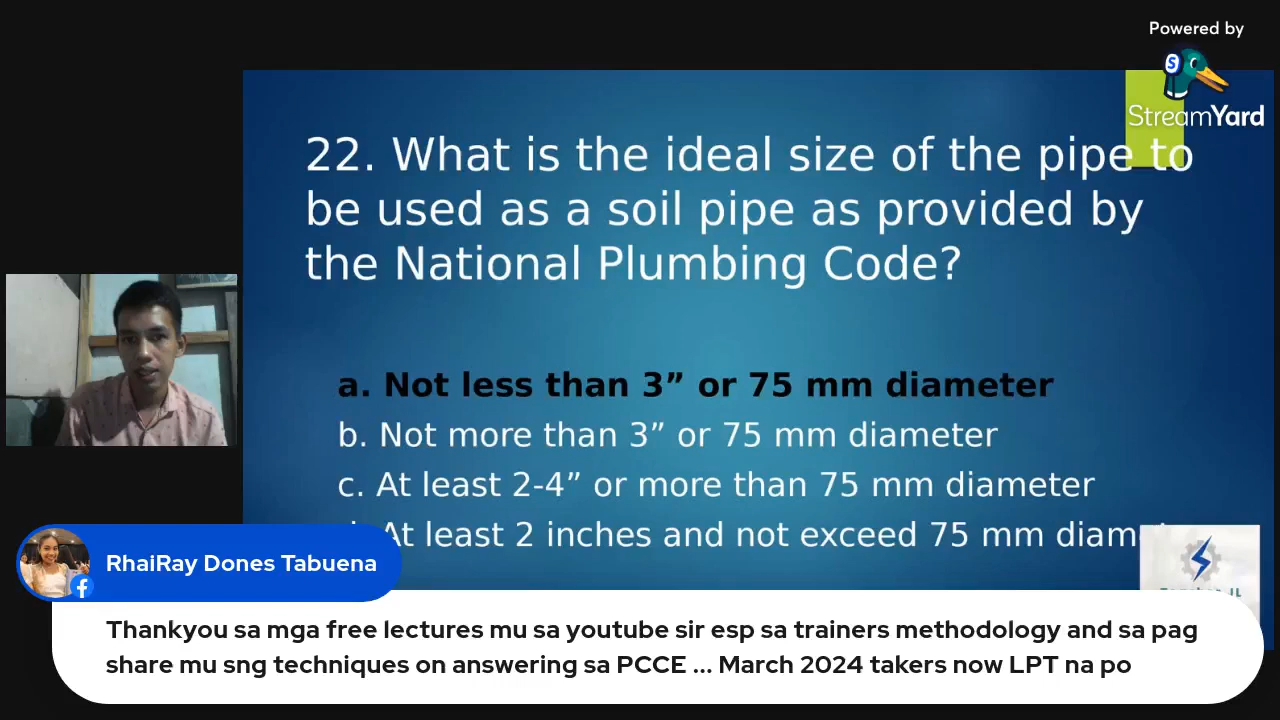 Powered by
StreamYard
22. What is the ideal size of the pipe to
be used as a soil pipe as provided by
the National Plumbing Code?
a. Not less than 3” or 75 mm diameter
b. Not more than 3” or 75 mm diameter
c. At least 2-4” or more than 75 mm diameter
At least 2 inches and not exceed 75 mm
RhaiRay Dones Tabuena
Thankyou sa mga free lectures mu sa youtube sir esp sa trainers methodology and sa pag
share mu sng techniques on answering sa PCCE ... March 2024 takers now LPT na po